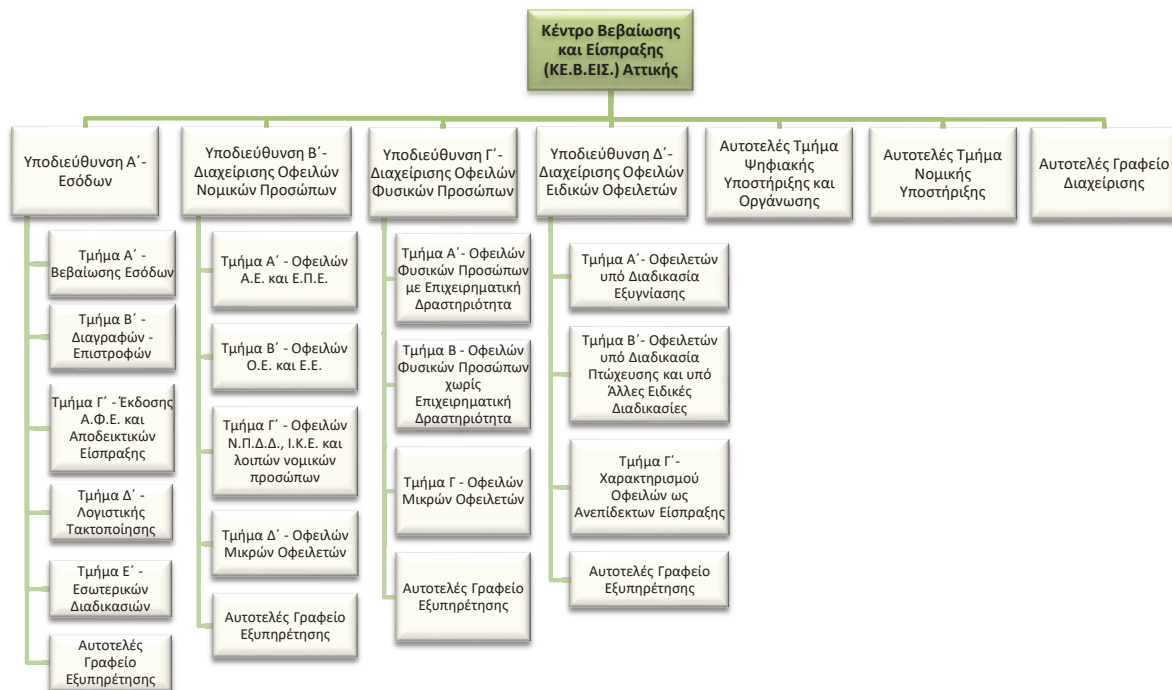 Κέντρο Βεβαίωσης
και Είσπραξης
(ΚΕ.Β.ΕΙΣ.) Αττικής
Υποδιεύθυνση Α΄-
Εσόδων
Τμήμα Α΄ -
Βεβαίωσης Εσόδων
Τμήμα Β΄ -
Διαγραφών -
Επιστροφών
Τμήμα Γ΄ - Έκδοσης
Α.Φ.Ε. και
Αποδεικτικών
Είσπραξης
Τμήμα Δ΄ -
Λογιστικής
Τακτοποίησης
Τμήμα Ε΄ -
Εσωτερικών
Διαδικασιών
Αυτοτελές
Γραφείο
Εξυπηρέτησης
Υποδιεύθυνση Β΄-
Διαχείρισης Οφειλών
Νομικών Προσώπων
Τμήμα Α΄ - Οφειλών
Α.Ε. και Ε.Π.Ε.
Τμήμα Β΄ - Οφειλών
Ο.Ε. και Ε.Ε.
Τμήμα Γ΄ - Οφειλών
Ν.Π.Δ.Δ., Ι.Κ.Ε. και
λοιπών νομικών
προσώπων
Τμήμα Δ΄ - Οφειλών
Μικρών Οφειλετών
Αυτοτελές Γραφείο
Εξυπηρέτησης
Υποδιεύθυνση Γ΄-
Διαχείρισης Οφειλών
Φυσικών Προσώπων
Τμήμα Α΄- Οφειλών
Φυσικών Προσώπων
με Επιχειρηματική
Δραστηριότητα
Τμήμα Β - Οφειλών
Φυσικών Προσώπων
χωρίς
Επιχειρηματική
Δραστηριότητα
Τμήμα Γ - Οφειλών
Μικρών Οφειλετών
Αυτοτελές Γραφείο
Εξυπηρέτησης
Υποδιεύθυνση Δ΄-
Διαχείρισης Οφειλών
Ειδικών Οφειλετών
Τμήμα Α΄- Οφειλετών
υπό Διαδικασία
Εξυγνίασης
Τμήμα Β΄- Οφειλετών
υπό Διαδικασία
Πτώχευσης και υπό
Άλλες Ειδικές
Διαδικασίες
Τμήμα Γ΄-
Χαρακτηρισμού
Οφειλών ως
Ανεπίδεκτων Είσπραξης
Αυτοτελές Γραφείο
Εξυπηρέτησης
Αυτοτελές Τμήμα
Ψηφιακής
Υποστήριξης και
Οργάνωσης
Αυτοτελές Τμήμα
Νομικής
Υποστήριξης
Αυτοτελές Γραφείο
Διαχείρισης